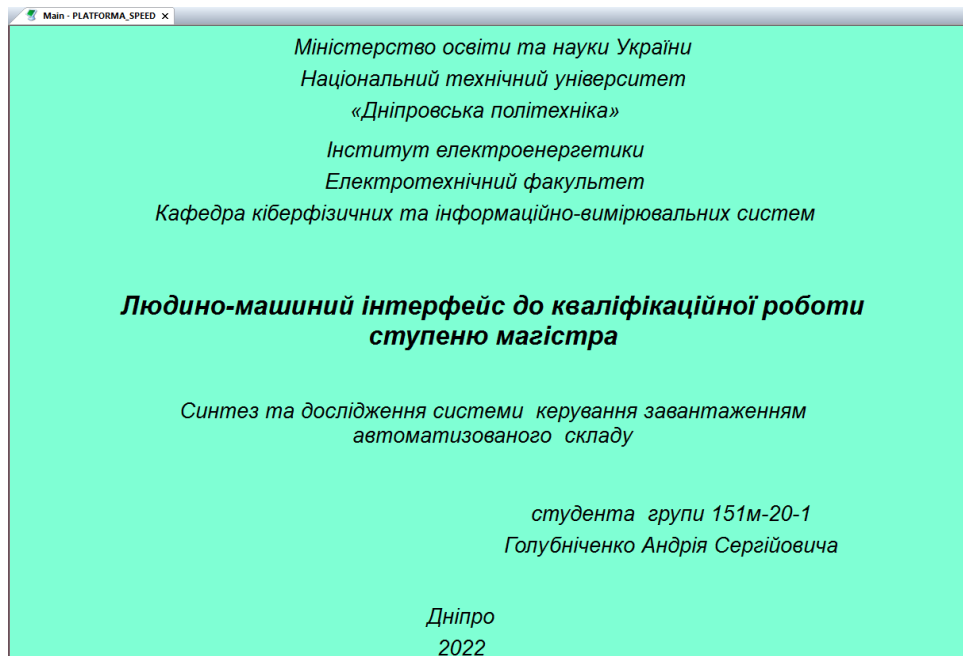 Main - PLATFORMA_SPEED
Міністерство освіти та науки України
Національний технічний університет
«Дніпровська політехніка»
Інститут електроенергетики
Електротехнічний факультет
Кафедра кіберфізичних та інформаційно-вимірювальних систем
Людино-машиний інтерфейс до кваліфікаційної роботи
ступеню магістра
Синтез та дослідження системи керування завантаженням
автоматизованого складу
студента групи 151м-20-1
Голубніченко Андрія Сергійовича
Дніпро
2022